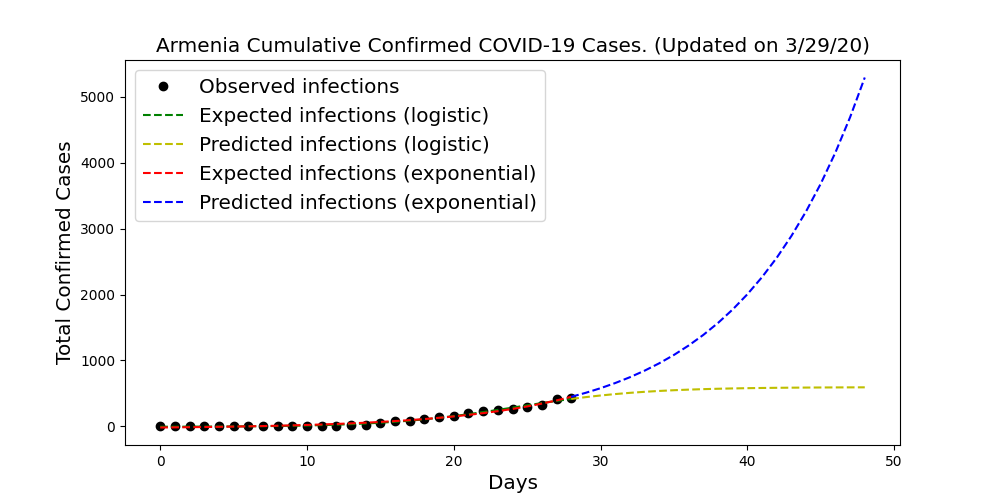 Armenia Cumulative Confirmed COVID-19 Cases. (Updated on 3/29/20)
Observed infections
Expected infections (logistic)
Predicted infections (logistic)
Expected infections (exponential)
Predicted infections (exponential)
Total Confirmed Cases
5000
4000
3000
2000
1000
0
0 10 20 30 40 50
Days